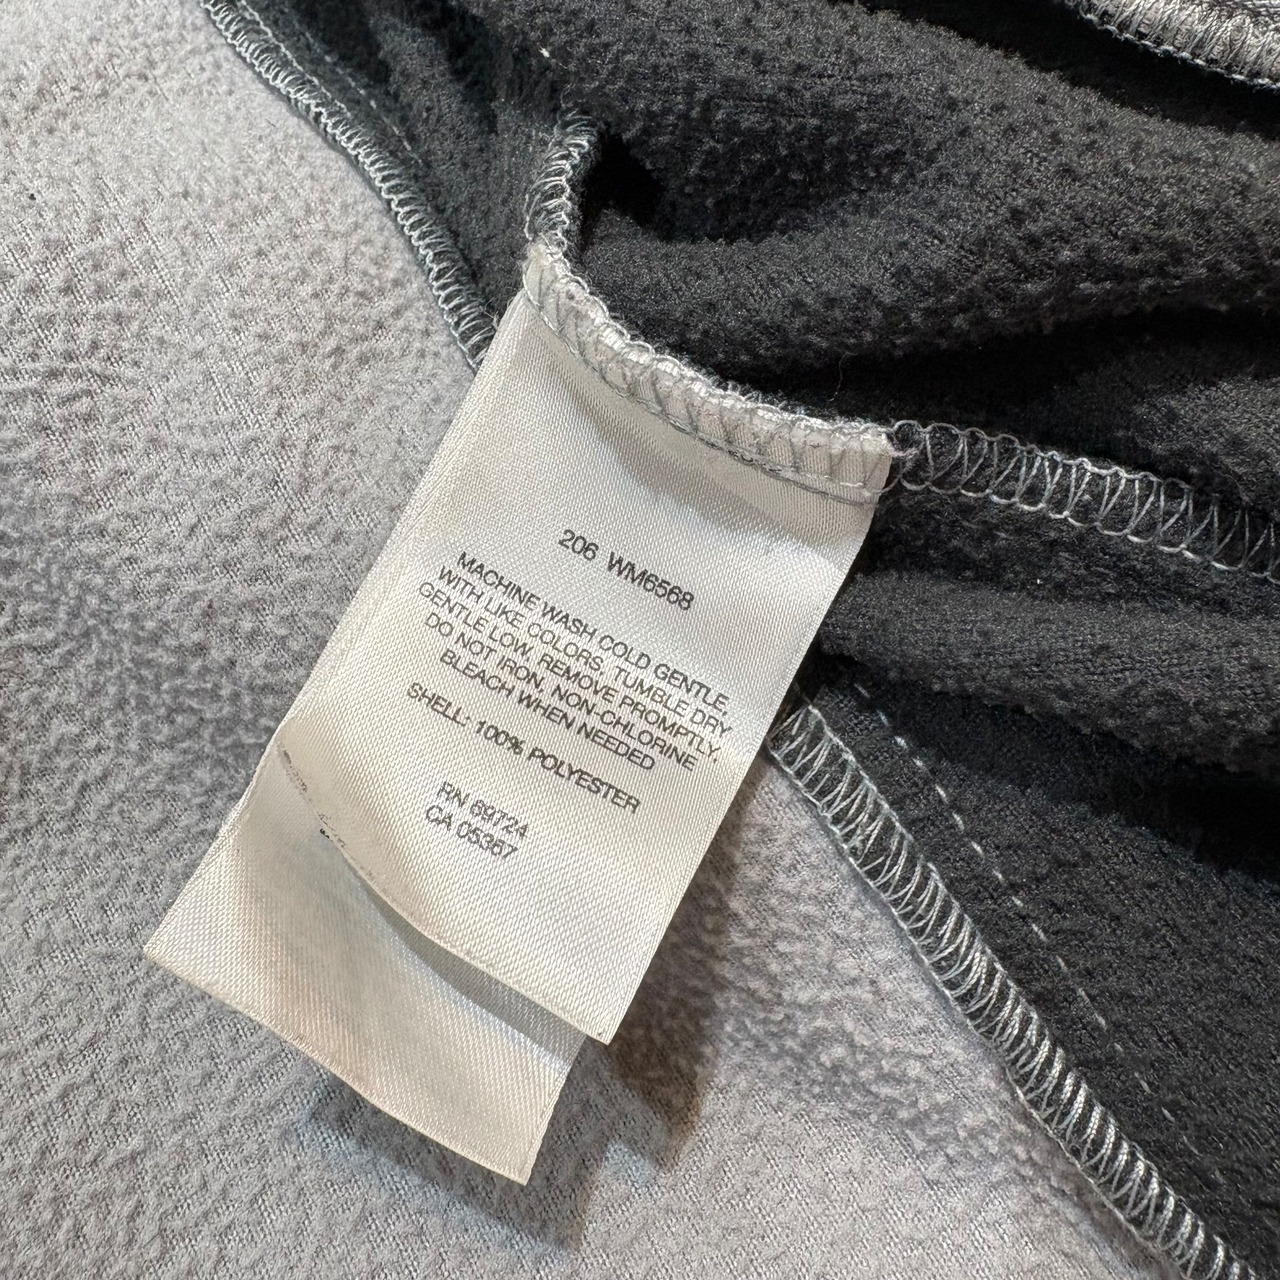 206 WM6568
MACHINE WASH COLD GENTLE,
WITH LIKE COLORS, TUMBLE DRY
GENTLE LOW, REMOVE PROMPTLY,
DO NOT IRON, NON-CHLORINE
BLEACH WHEN NEEDED
SHELL: 100% POLYESTER
RN 69724
CA 05367